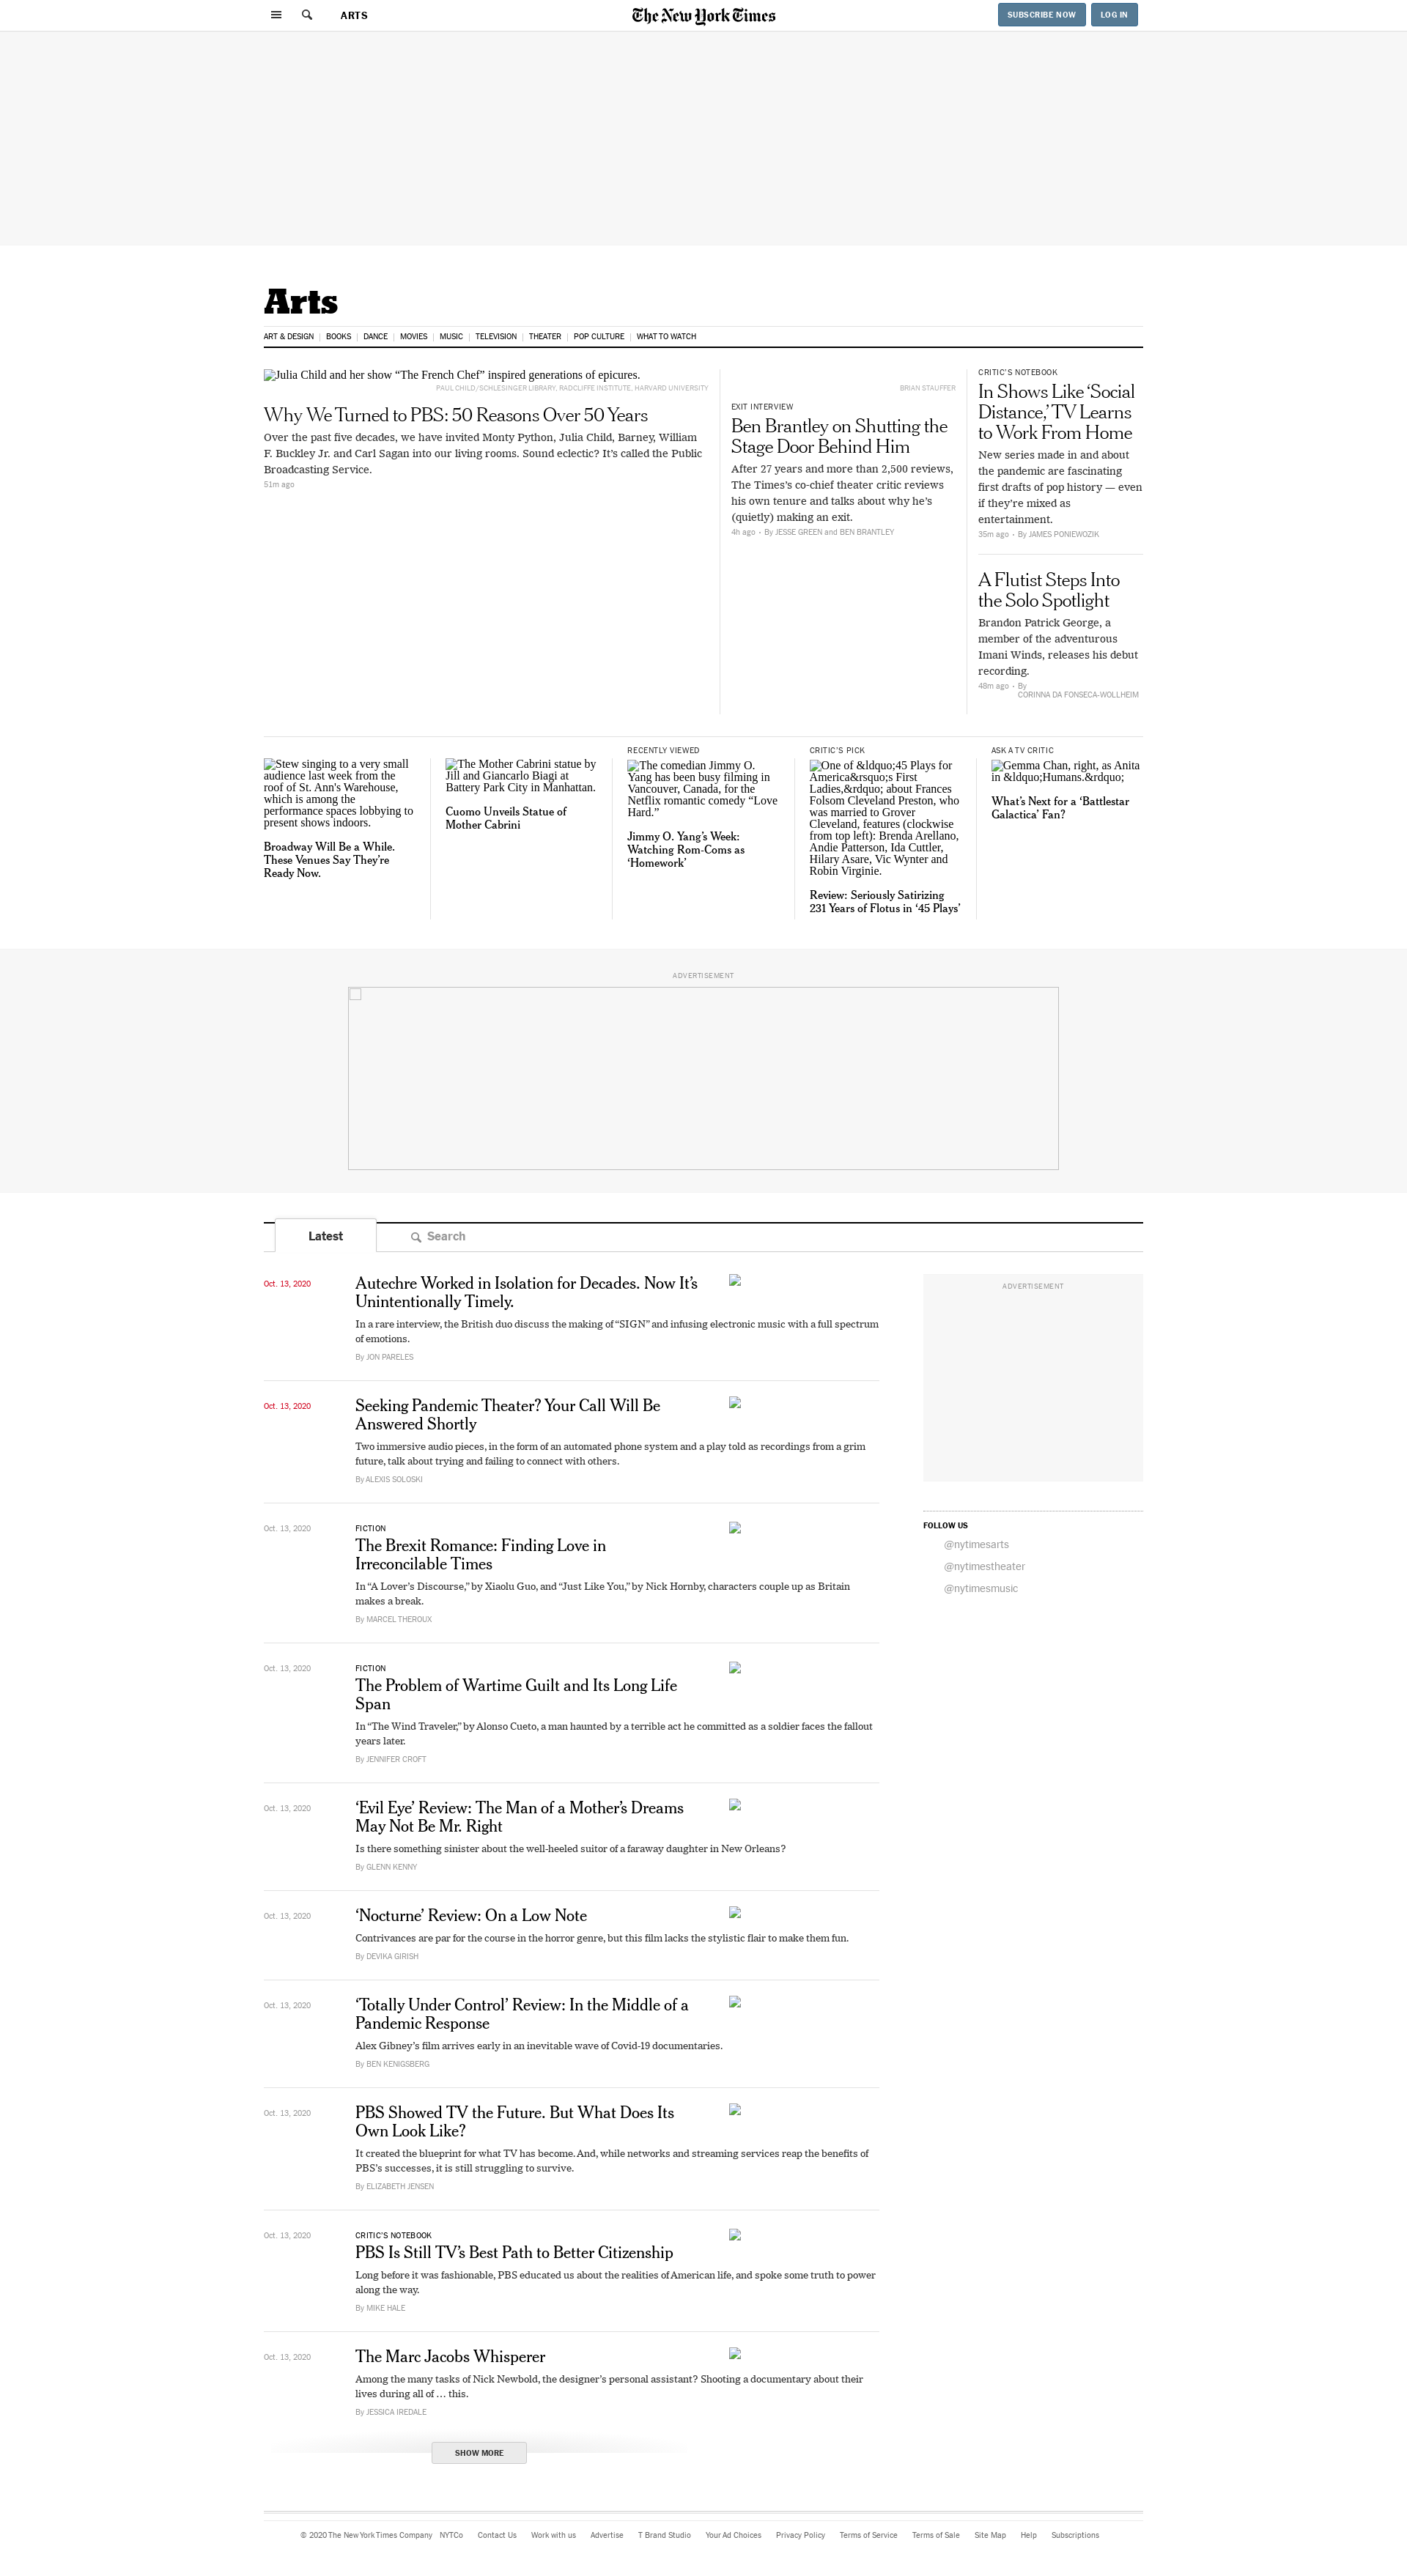 ARTS
The New York Times
SUBSCRIBE NOW
LOG IN
Arts
ART & DESIGN
BOOKS
DANCE
MOVIES
MUSIC
TELEVISION
THEATER
POP CULTURE
WHAT TO WATCH
Julia Child and her show “The French Chef” inspired generations of epicures.
PAUL CHILD/SCHLESINGER LIBRARY, RADCLIFFE INSTITUTE, HARVARD UNIVERSITY
Why We Turned to PBS: 50 Reasons Over 50 Years
Over the past five decades, we have invited Monty Python, Julia Child, Barney, William
F. Buckley Jr. and Carl Sagan into our living rooms. Sound eclectic? It’s called the Public
Broadcasting Service.
51m ago
BRIAN STAUFFER
EXIT INTERVIEW
Ben Brantley on Shutting the
Stage Door Behind Him
After 27 years and more than 2,500 reviews,
The Times’s co-chief theater critic reviews
his own tenure and talks about why he’s
(quietly) making an exit.
4h ago • By JESSE GREEN and BEN BRANTLEY
CRITIC’S NOTEBOOK
In Shows Like ‘Social
Distance,’ TV Learns
to Work From Home
New series made in and about
the pandemic are fascinating
first drafts of pop history — even
if they’re mixed as
entertainment.
35m ago • By JAMES PONIEWOZIK
A Flutist Steps Into
the Solo Spotlight
Brandon Patrick George, a
member of the adventurous
Imani Winds, releases his debut
recording.
48m ago • By
CORINNA DA FONSECA-WOLLHEIM
Stew singing to a very small
audience last week from the
roof of St. Ann's Warehouse,
which is among the
performance spaces lobbying to
present shows indoors.
Broadway Will Be a While.
These Venues Say They’re
Ready Now.
The Mother Cabrini statue by
Jill and Giancarlo Biagi at
Battery Park City in Manhattan.
Cuomo Unveils Statue of
Mother Cabrini
RECENTLY VIEWED
The comedian Jimmy O.
Yang has been busy filming in
Vancouver, Canada, for the
Netflix romantic comedy “Love
Hard.”
Jimmy O. Yang’s Week:
Watching Rom-Coms as
‘Homework’
CRITIC’S PICK
One of &ldquo;45 Plays for
America&rsquo;s First
Ladies,&rdquo; about Frances
Folsom Cleveland Preston, who
was married to Grover
Cleveland, features (clockwise
from top left): Brenda Arellano,
Andie Patterson, Ida Cuttler,
Hilary Asare, Vic Wynter and
Robin Virginie.
Review: Seriously Satirizing
231 Years of Flotus in ‘45 Plays’
ASK A TV CRITIC
Gemma Chan, right, as Anita
in &ldquo;Humans.&rdquo;
What’s Next for a ‘Battlestar
Galactica’ Fan?
ADVERTISEMENT
Latest
Search
Oct. 13, 2020
Autechre Worked in Isolation for Decades. Now It’s
Unintentionally Timely.
In a rare interview, the British duo discuss the making of “SIGN” and infusing electronic music with a full spectrum
of emotions.
By JON PARELES
Oct. 13, 2020
Seeking Pandemic Theater? Your Call Will Be
Answered Shortly
Two immersive audio pieces, in the form of an automated phone system and a play told as recordings from a grim
future, talk about trying and failing to connect with others.
By ALEXIS SOLOSKI
Oct. 13, 2020
FICTION
The Brexit Romance: Finding Love in
Irreconcilable Times
In “A Lover’s Discourse,” by Xiaolu Guo, and “Just Like You,” by Nick Hornby, characters couple up as Britain
makes a break.
By MARCEL THEROUX
Oct. 13, 2020
FICTION
The Problem of Wartime Guilt and Its Long Life
Span
In “The Wind Traveler,” by Alonso Cueto, a man haunted by a terrible act he committed as a soldier faces the fallout
years later.
By JENNIFER CROFT
Oct. 13, 2020
‘Evil Eye’ Review: The Man of a Mother’s Dreams
May Not Be Mr. Right
Is there something sinister about the well-heeled suitor of a faraway daughter in New Orleans?
By GLENN KENNY
Oct. 13, 2020
‘Nocturne’ Review: On a Low Note
Contrivances are par for the course in the horror genre, but this film lacks the stylistic flair to make them fun.
By DEVIKA GIRISH
Oct. 13, 2020
‘Totally Under Control’ Review: In the Middle of a
Pandemic Response
Alex Gibney’s film arrives early in an inevitable wave of Covid-19 documentaries.
By BEN KENIGSBERG
Oct. 13, 2020
PBS Showed TV the Future. But What Does Its
Own Look Like?
It created the blueprint for what TV has become. And, while networks and streaming services reap the benefits of
PBS’s successes, it is still struggling to survive.
By ELIZABETH JENSEN
Oct. 13, 2020
CRITIC’S NOTEBOOK
PBS Is Still TV’s Best Path to Better Citizenship
Long before it was fashionable, PBS educated us about the realities of American life, and spoke some truth to power
along the way.
By MIKE HALE
Oct. 13, 2020
The Marc Jacobs Whisperer
Among the many tasks of Nick Newbold, the designer’s personal assistant? Shooting a documentary about their
lives during all of … this.
By JESSICA IREDALE
SHOW MORE
ADVERTISEMENT
FOLLOW US
@nytimesarts
@nytimestheater
@nytimesmusic
© 2020 The New York Times Company
NYTCo
Contact Us
Work with us
Advertise
T Brand Studio
Your Ad Choices
Privacy Policy
Terms of Service
Terms of Sale
Site Map
Help
Subscriptions